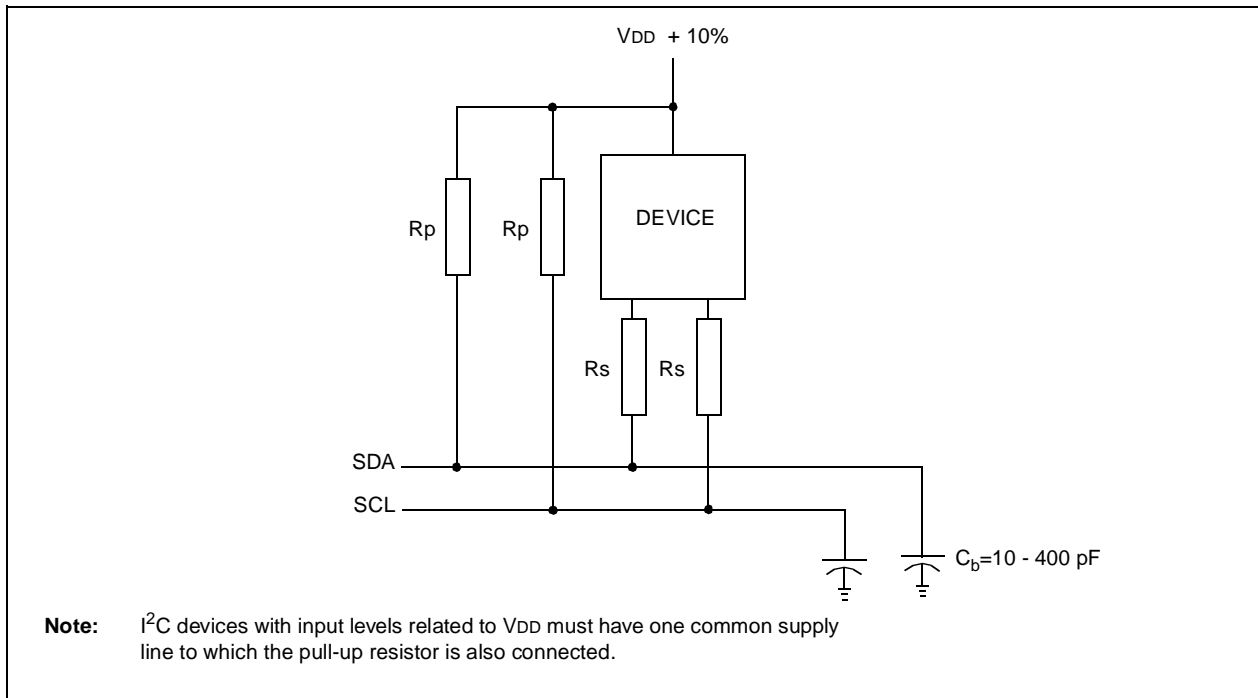 VDD + 10%
Rp
Rp
DEVICE
Rs
Rs
SDA
SCL
Cb=10 - 400 pF
Note: I2C devices with input levels related to VDD must have one common supply
line to which the pull-up resistor is also connected.